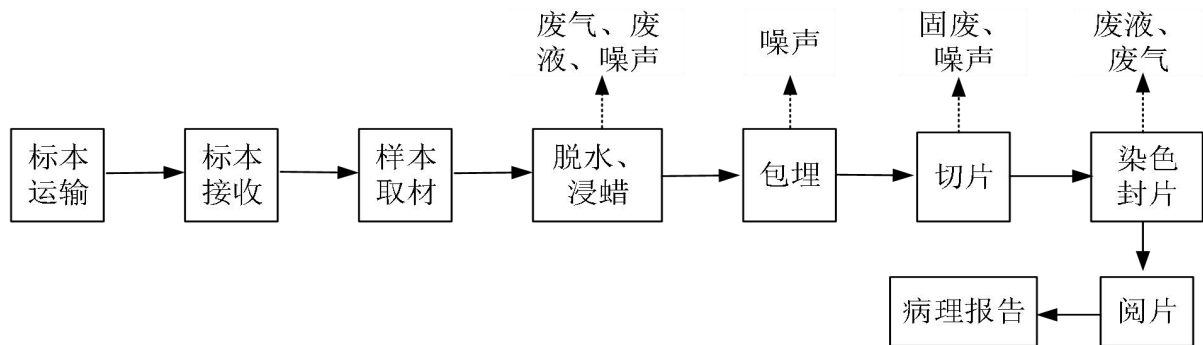 废气、废
液、噪声
噪声
固废、
噪声
废液、
废气
标本
运输
标本
接收
样本
取材
脱水、
浸蜡
包埋
切片
染色
封片
病理报告
阅片